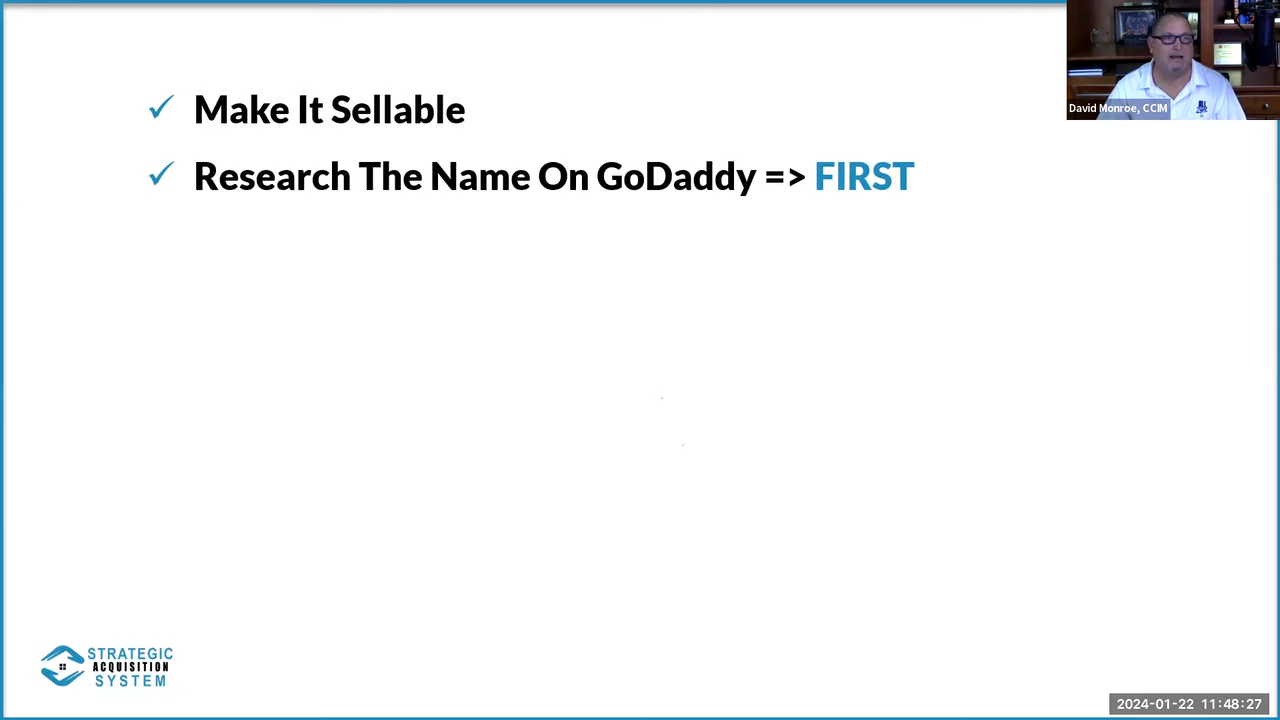 Make It Sellable
Research The Name On GoDaddy => FIRST
David Monroe, CCIM
STRATEGIC
ACQUISITION
SYSTEM
2024-01-22 11:48:27